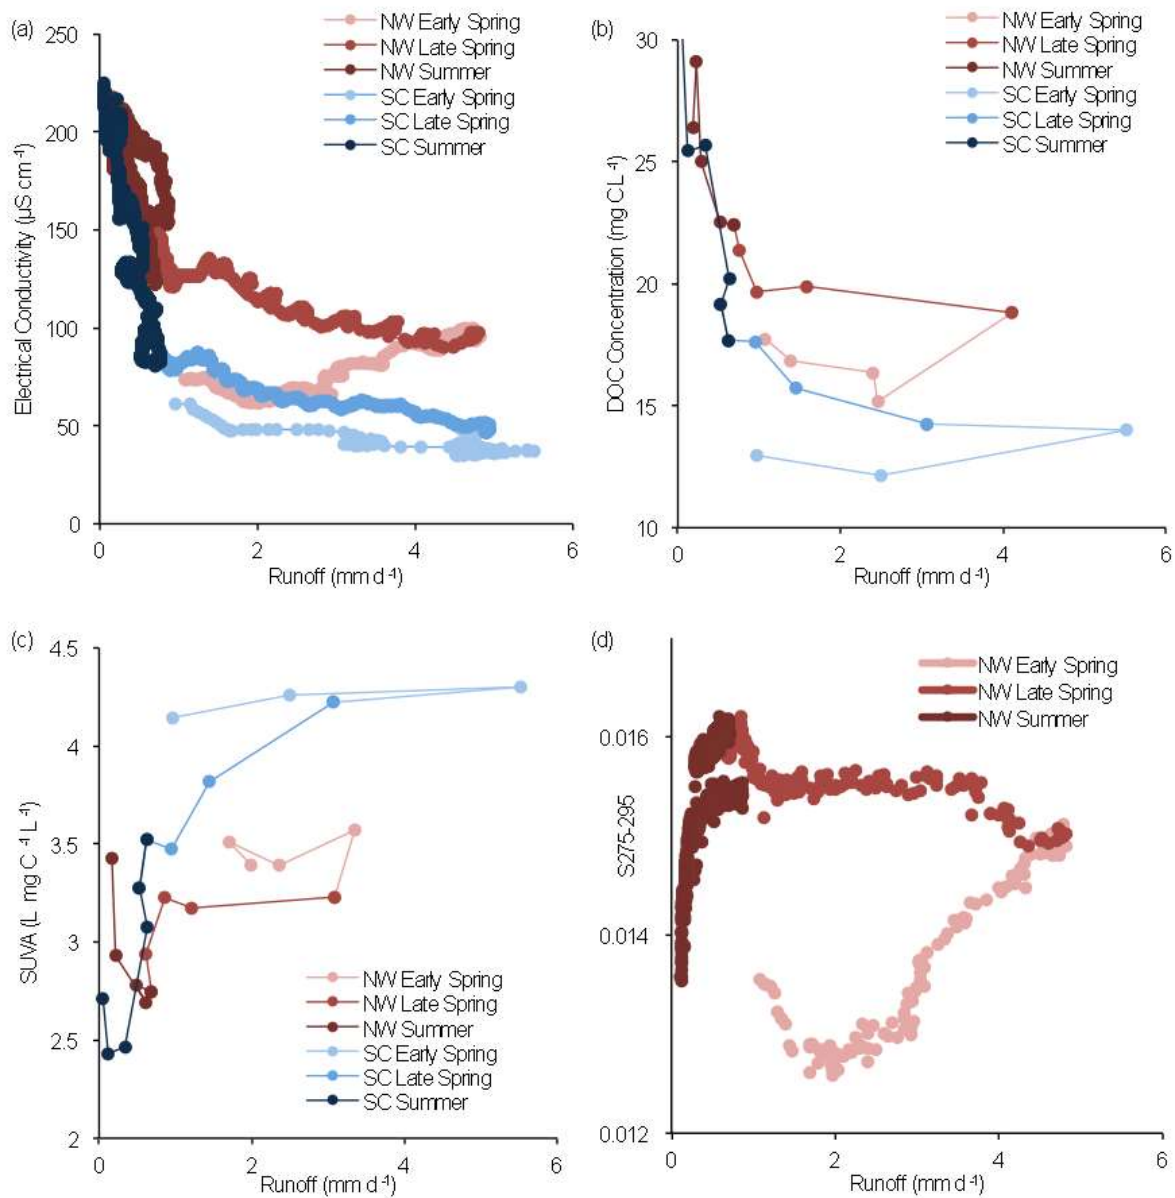 (a)
NW Early Spring
NW Late Spring
NW Summer
SC Early Spring
SC Late Spring
SC Summer
300
250
200
150
100
50
0
Electrical Conductivity (µS cm⁻¹)
0 2 4 6
Runoff (mm d⁻¹)
(b)
NW Early Spring
NW Late Spring
NW Summer
SC Early Spring
SC Late Spring
SC Summer
30
25
20
15
10
DOC Concentration (mg C L⁻¹)
0 2 4 6
Runoff (mm d⁻¹)
(c)
4.5
4
3.5
3
2.5
2
SUVA (L mg C⁻¹ L⁻¹)
NW Early Spring
NW Late Spring
NW Summer
SC Early Spring
SC Late Spring
SC Summer
0 2 4 6
Runoff (mm d⁻¹)
(d)
NW Early Spring
NW Late Spring
NW Summer
0.016
0.014
0.012
S275-295
0 2 4 6
Runoff (mm d⁻¹)